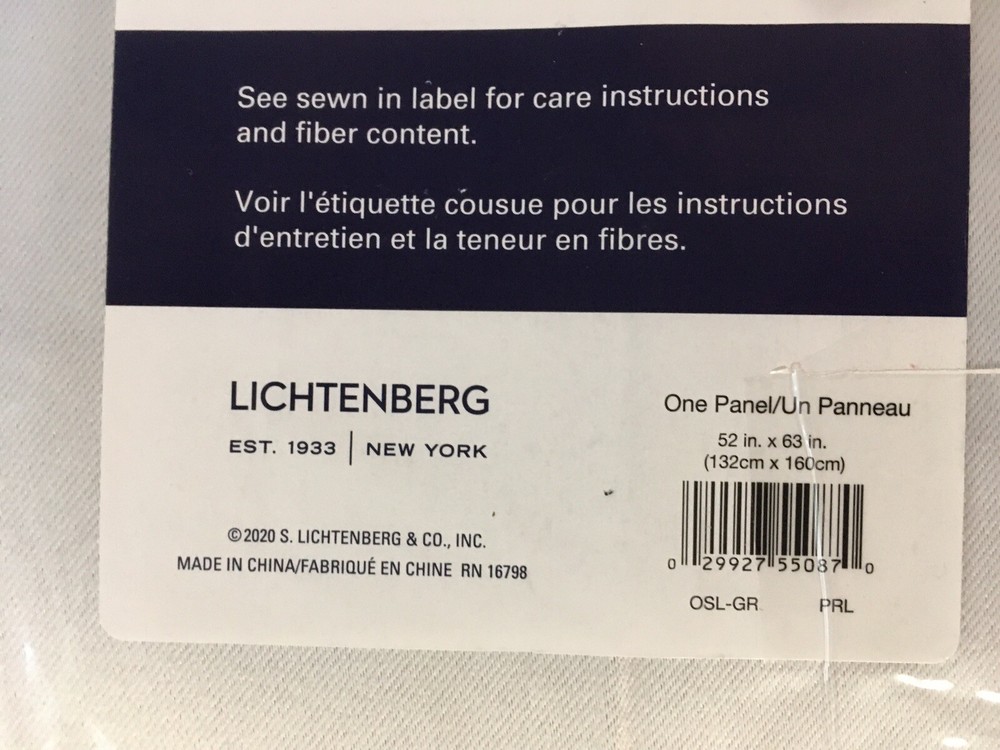 See sewn in label for care instructions
and fiber content.
Voir l'étiquette cousue pour les instructions
d'entretien et la teneur en fibres.
LICHTENBERG
EST. 1933 | NEW YORK
©2020 S. LICHTENBERG & CO., INC.
MADE IN CHINA/FABRIQUÉ EN CHINE RN 16798
One Panel/Un Panneau
52 in. x 63 in.
(132cm x 160cm)
0 29927 55087 0
OSL-GR PRL